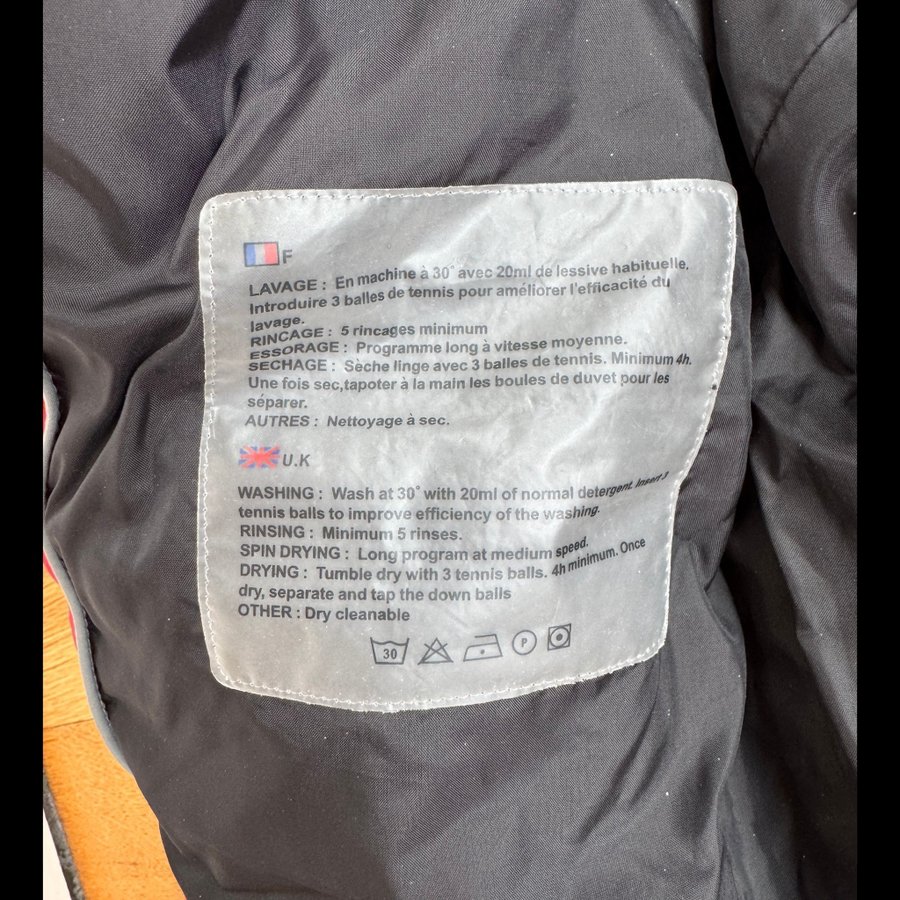 F
LAVAGE : En machine à 30° avec 20ml de lessive habituelle.
Introduire 3 balles de tennis pour améliorer l'efficacité du
lavage.
RINCAGE : 5 rincages minimum
ESSORAGE : Programme long à vitesse moyenne.
SECHAGE : Sèche linge avec 3 balles de tennis. Minimum 4h.
Une fois sec,tapoter à la main les boules de duvet pour les
séparer.
AUTRES : Nettoyage à sec.
U.K
WASHING : Wash at 30° with 20ml of normal detergent. Insert 3
tennis balls to improve efficiency of the washing.
RINSING : Minimum 5 rinses.
SPIN DRYING : Long program at medium speed.
DRYING : Tumble dry with 3 tennis balls. 4h minimum. Once
dry, separate and tap the down balls
OTHER : Dry cleanable
30 P